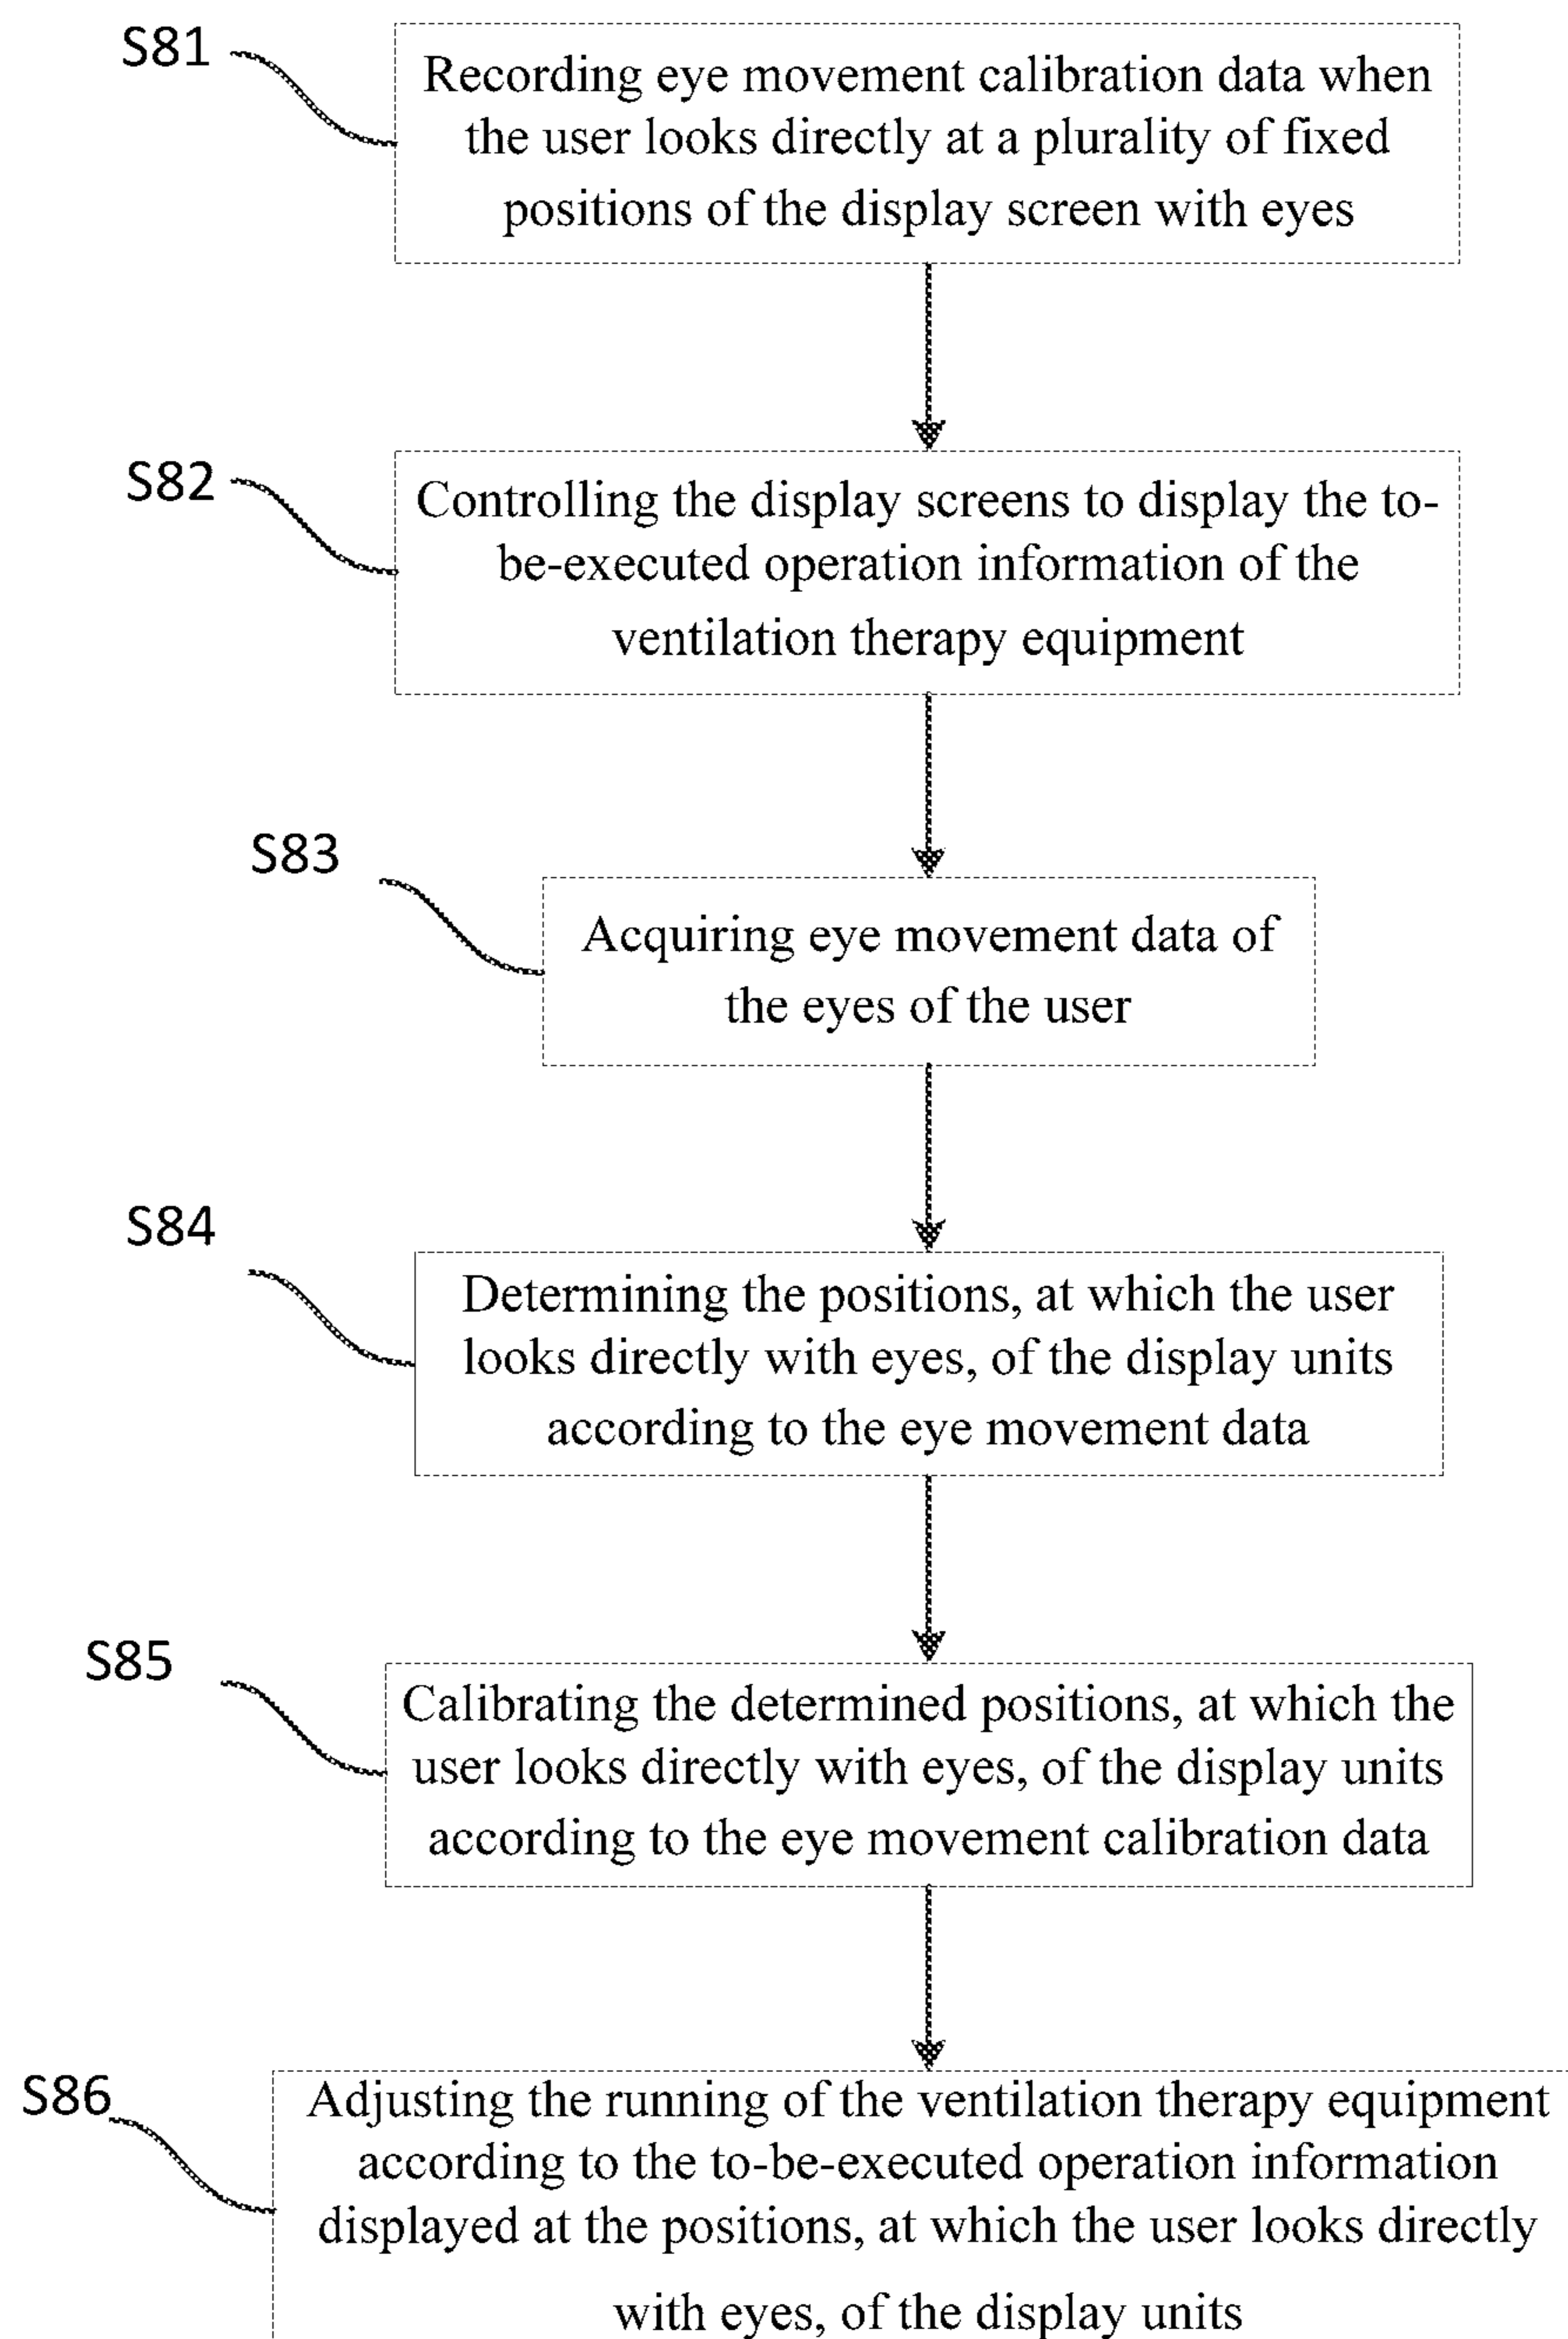 S81
Recording eye movement calibration data when
the user looks directly at a plurality of fixed
positions of the display screen with eyes
S82
Controlling the display screens to display the to-
be-executed operation information of the
ventilation therapy equipment
S83
Acquiring eye movement data of
the eyes of the user
S84
Determining the positions, at which the user
looks directly with eyes, of the display units
according to the eye movement data
S85
Calibrating the determined positions, at which the
user looks directly with eyes, of the display units
according to the eye movement calibration data
S86
Adjusting the running of the ventilation therapy equipment
according to the to-be-executed operation information
displayed at the positions, at which the user looks directly
with eyes, of the display units